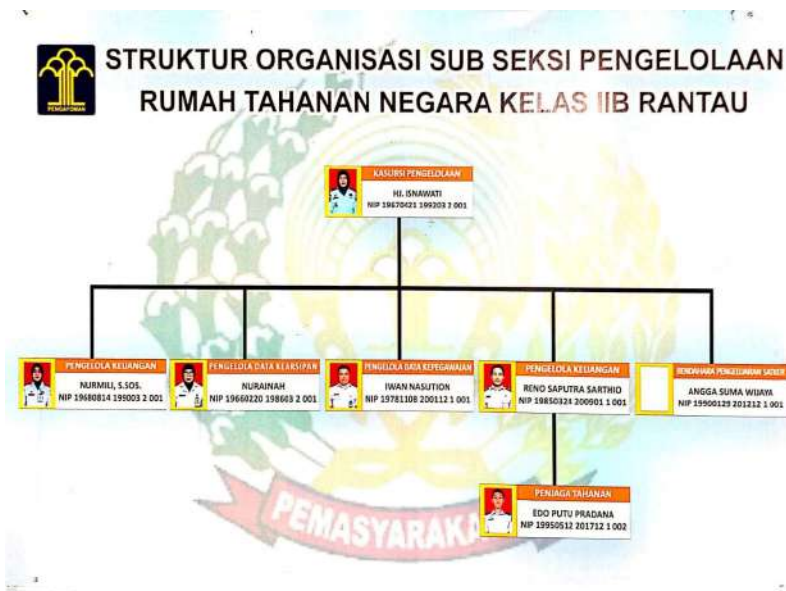 STRUKTUR ORGANISASI SUB SEKSI PENGELOLAAN
RUMAH TAHANAN NEGARA KELAS IIB RANTAU
PENGAYOMAN
KASUBSI PENGELOLAAN
HJ. ISNAWATI
NIP 19670421 199203 2 001
PENGELOLA KEUANGAN
NURMILI, S.SOS.
NIP 19680814 199003 2 001
PENGELOLA DATA KEARSIPAN
NURAINAH
NIP 19660220 198603 2 001
PENGELOLA DATA KEPEGAWAIAN
IWAN NASUTION
NIP 19781108 200112 1 001
PENGELOLA KEUANGAN
RENO SAPUTRA SARTHIO
NIP 19850324 200901 1 001
BENDAHARA PENGELUARAN SATKER
ANGGA SUMA WIJAYA
NIP 19900129 201212 1 001
PENJAGA TAHANAN
EDO PUTU PRADANA
NIP 19950512 201712 1 002
PEMASYARAKA